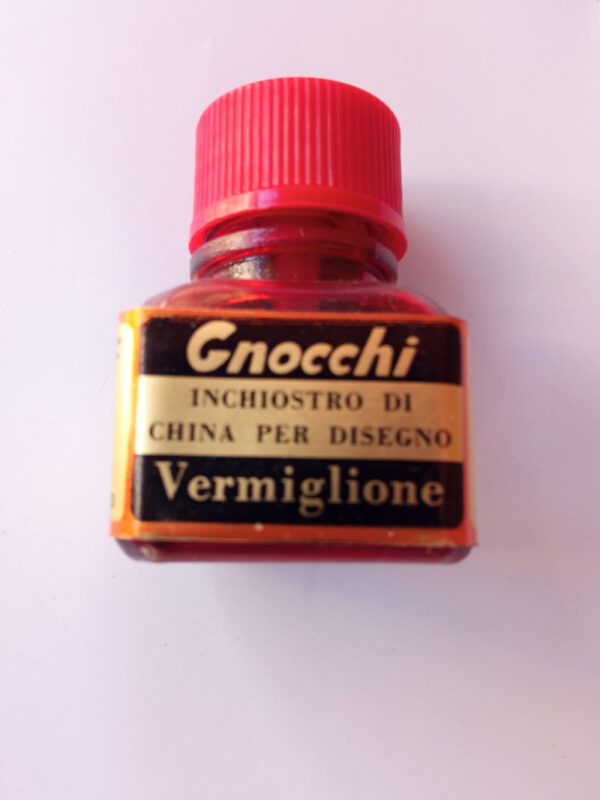 Gnocchi
INCHIOSTRO DI
CHINA PER DISEGNO
Vermiglione